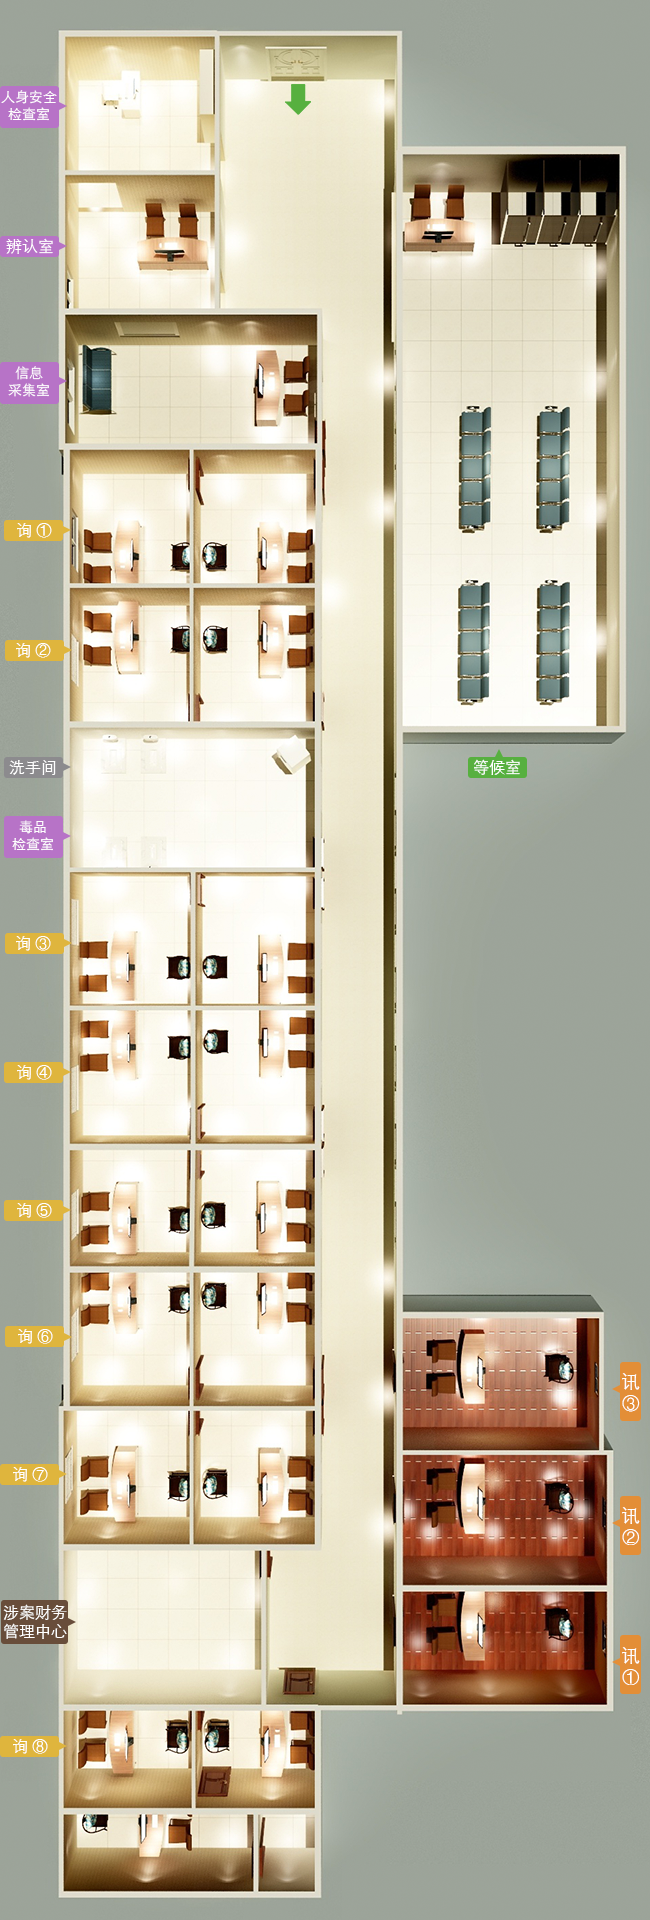 人身安全
检查室
辨认室
信息
采集室
询①
询②
洗手间
等候室
毒品
检查室
询③
询④
询⑤
询⑥
讯
③
询⑦
讯
②
涉案财务
管理中心
讯
①
询⑧